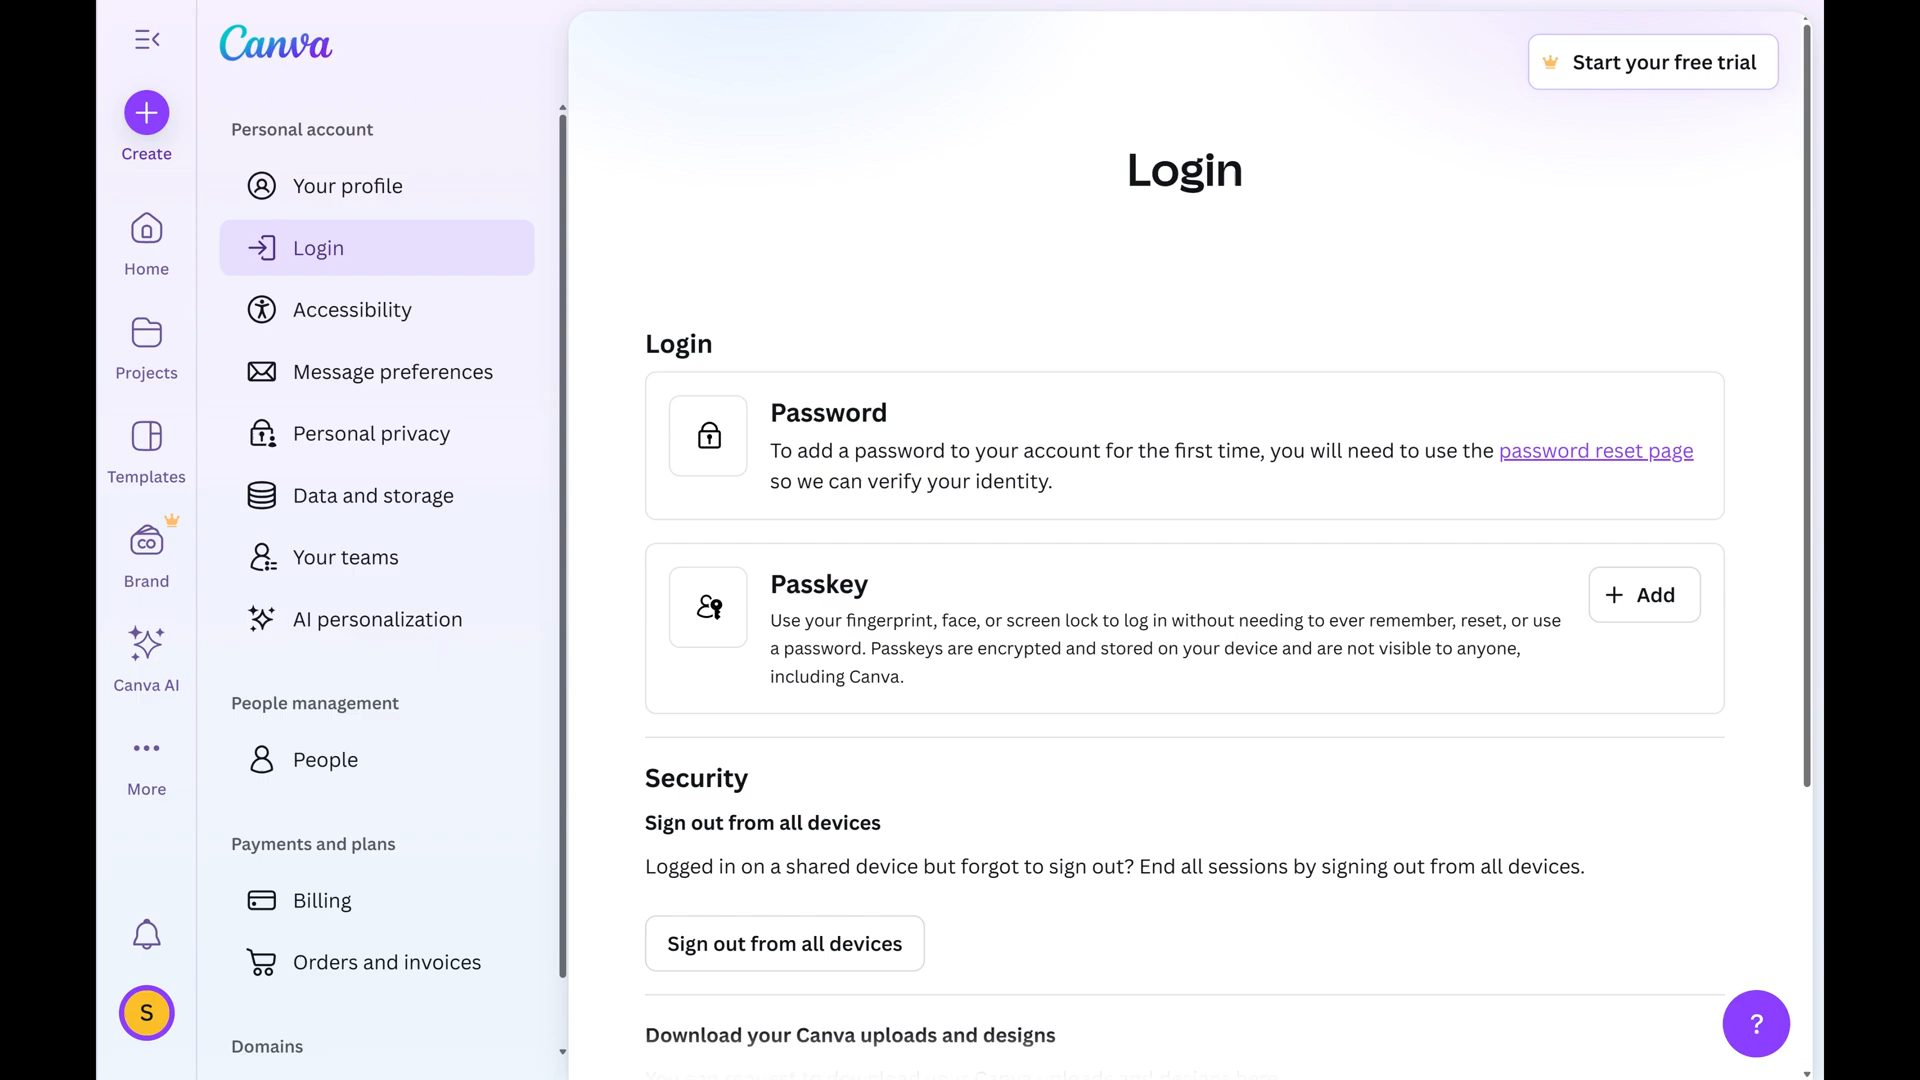 Canva
Create
Home
Projects
Templates
CO
Brand
Canva AI
More
S
Personal account
Your profile
Login
Accessibility
Message preferences
Personal privacy
Data and storage
Your teams
AI personalization
People management
People
Payments and plans
Billing
Orders and invoices
Domains
Start your free trial
Login
Login
Password
To add a password to your account for the first time, you will need to use the password reset page
so we can verify your identity.
Passkey
Use your fingerprint, face, or screen lock to log in without needing to ever remember, reset, or use
a password. Passkeys are encrypted and stored on your device and are not visible to anyone,
including Canva.
+ Add
Security
Sign out from all devices
Logged in on a shared device but forgot to sign out? End all sessions by signing out from all devices.
Sign out from all devices
Download your Canva uploads and designs
?